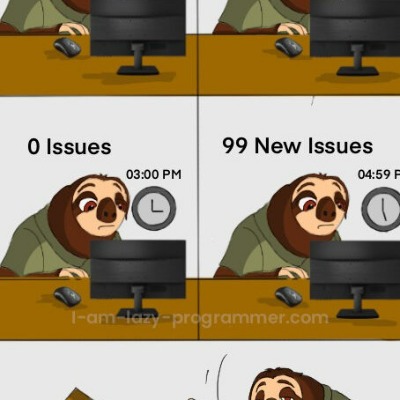 0 Issues
99 New Issues
03:00 PM
04:59 P
I-am-lazy-programmer.com